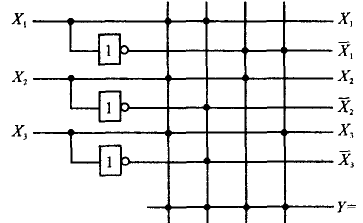 X₁ X₁
1 X̅₁
X₂ X₂
1 X̅₂
X₃ X₃
1 X̅₃
Y=